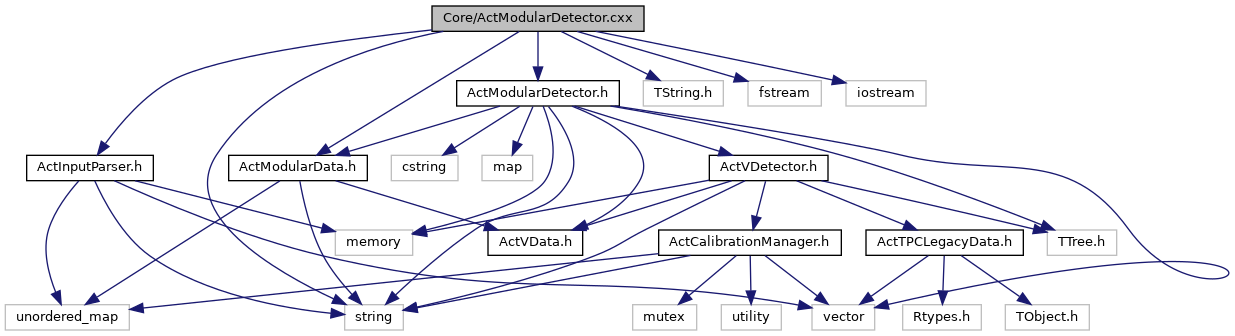 Core/ActModularDetector.cxx
ActModularDetector.h
TString.h
fstream
iostream
ActInputParser.h
ActModularData.h
cstring
map
ActVDetector.h
memory
ActVData.h
ActCalibrationManager.h
ActTPCLegacyData.h
TTree.h
unordered_map
string
mutex
utility
vector
Rtypes.h
TObject.h